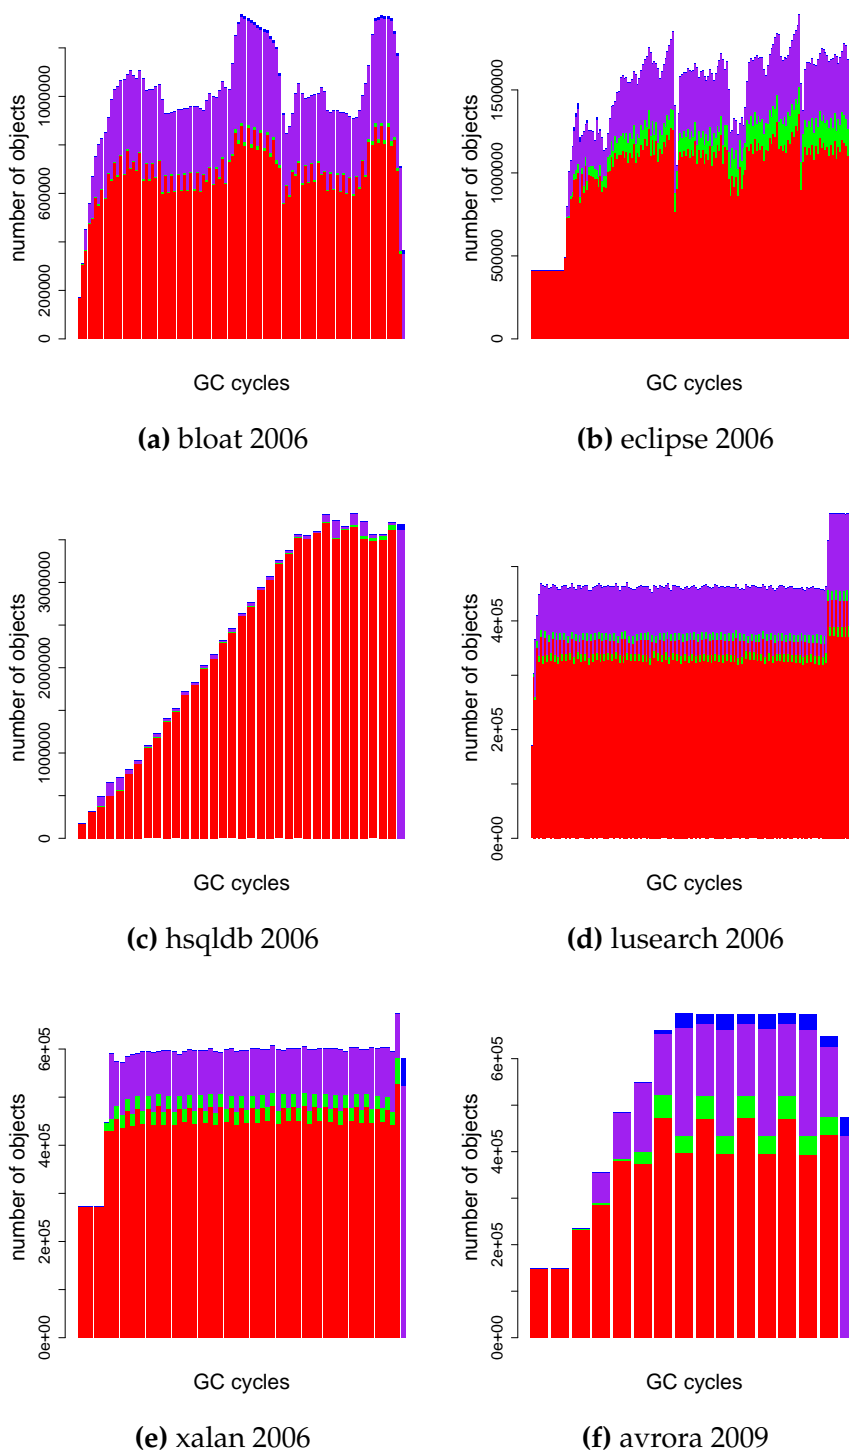 number of objects
0
200000
600000
1000000
GC cycles
(a) bloat 2006
number of objects
0
500000
1000000
1500000
GC cycles
(b) eclipse 2006
number of objects
0
1000000
2000000
3000000
GC cycles
(c) hsqldb 2006
number of objects
0e+00
2e+05
4e+05
GC cycles
(d) lusearch 2006
number of objects
0e+00
2e+05
4e+05
6e+05
GC cycles
(e) xalan 2006
number of objects
0e+00
2e+05
4e+05
6e+05
GC cycles
(f) avrora 2009